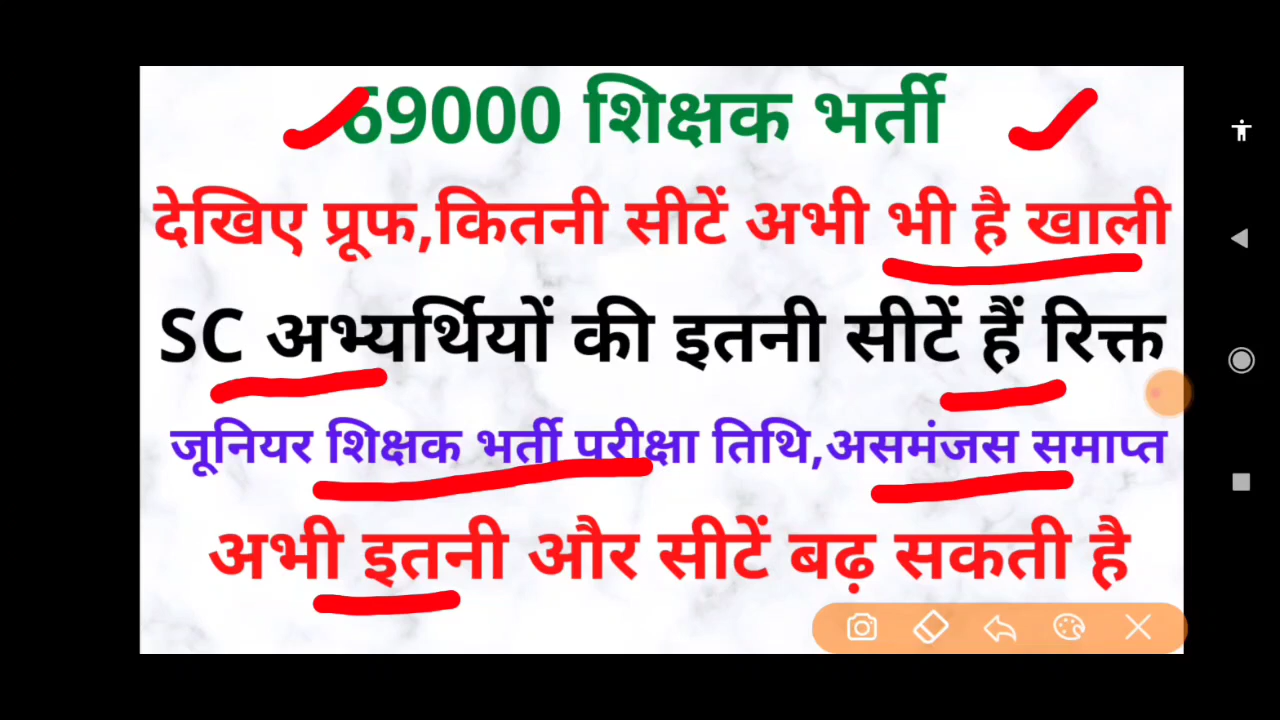 69000 शिक्षक भर्ती
देखिए प्रूफ,कितनी सीटें अभी भी है खाली
SC अभ्यर्थियों की इतनी सीटें हैं रिक्त
जूनियर शिक्षक भर्ती परीक्षा तिथि,असमंजस समाप्त
अभी इतनी और सीटें बढ़ सकती है